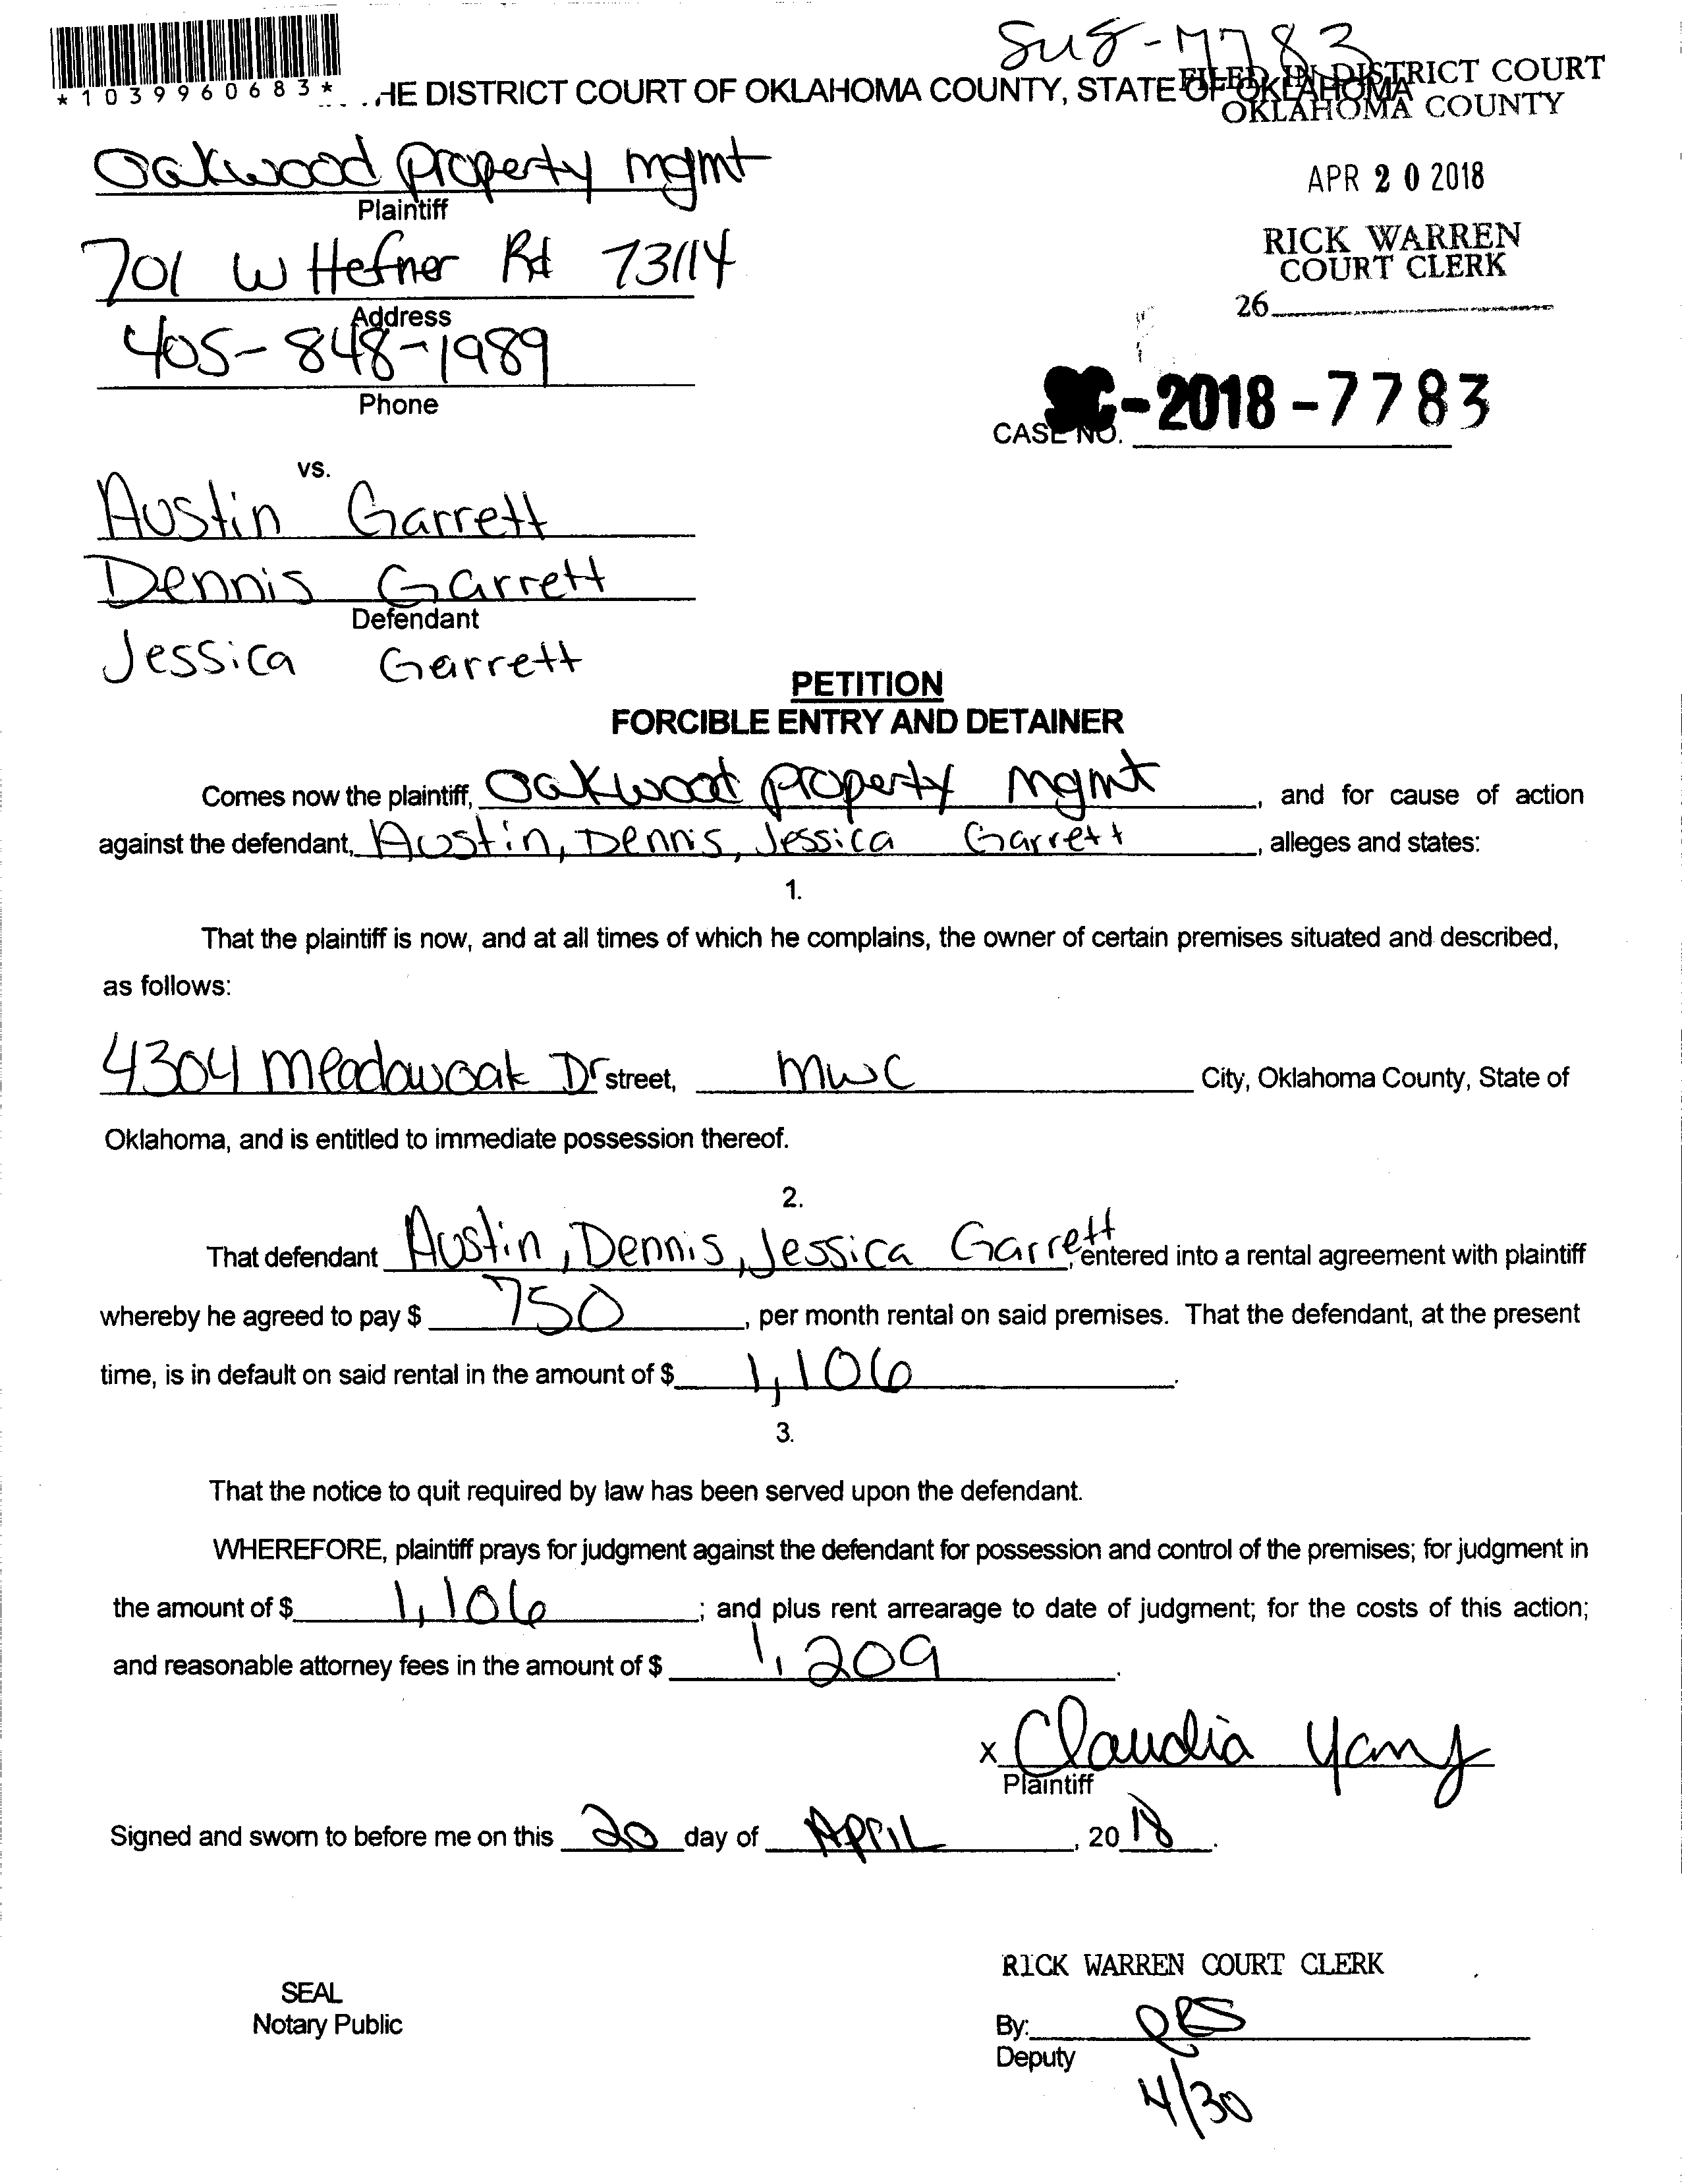 SUS-7783
*1039960683*
HE DISTRICT COURT OF OKLAHOMA COUNTY, STATE OF OKLAHOMA
FILED IN DISTRICT COURT
OKLAHOMA COUNTY
Oakwood Property mgmt
Plaintiff
APR 20 2018
701 W Hefner Rd 73114
Address
RICK WARREN
COURT CLERK
26
405-848-1989
Phone
CASE NO. SC-2018-7783
vs.
Austin Garrett
Dennis Garrett
Defendant
Jessica Garrett
PETITION
FORCIBLE ENTRY AND DETAINER
Comes now the plaintiff, Oakwood property mgmt, and for cause of action
against the defendant, Austin, Dennis, Jessica Garrett, alleges and states:
1.
That the plaintiff is now, and at all times of which he complains, the owner of certain premises situated and described,
as follows:
4304 Meadowoak Dr street, MWC City, Oklahoma County, State of
Oklahoma, and is entitled to immediate possession thereof.
2.
That defendant Austin, Dennis, Jessica Garrett, entered into a rental agreement with plaintiff
whereby he agreed to pay $ 750, per month rental on said premises. That the defendant, at the present
time, is in default on said rental in the amount of $ 1,106.
3.
That the notice to quit required by law has been served upon the defendant.
WHEREFORE, plaintiff prays for judgment against the defendant for possession and control of the premises; for judgment in
the amount of $ 1,106; and plus rent arrearage to date of judgment; for the costs of this action;
and reasonable attorney fees in the amount of $ 1,209.
x Claudia Yang
Plaintiff
Signed and sworn to before me on this 20 day of April, 2018.
RICK WARREN COURT CLERK
SEAL
Notary Public
By:
Deputy
4/30